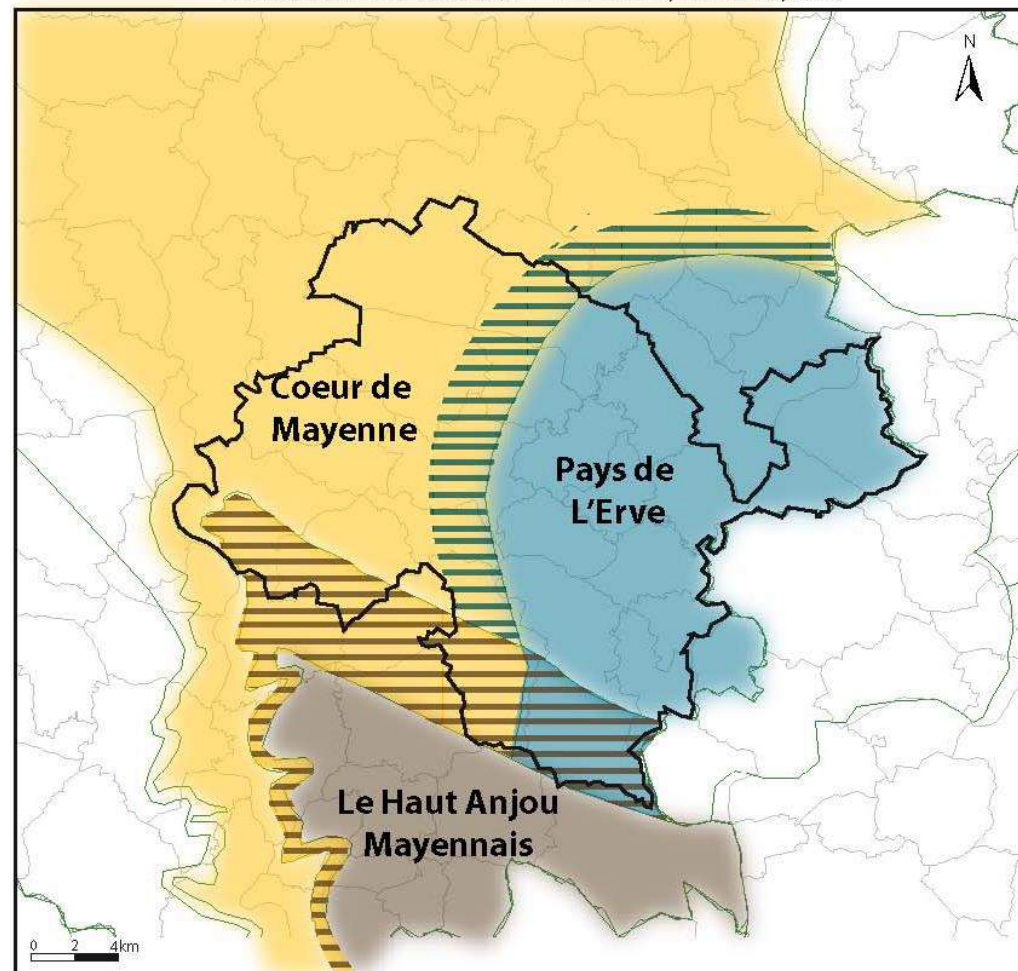 N
Coeur de
Mayenne
Pays de
L'Erve
Le Haut Anjou
Mayennais
0 2 4km